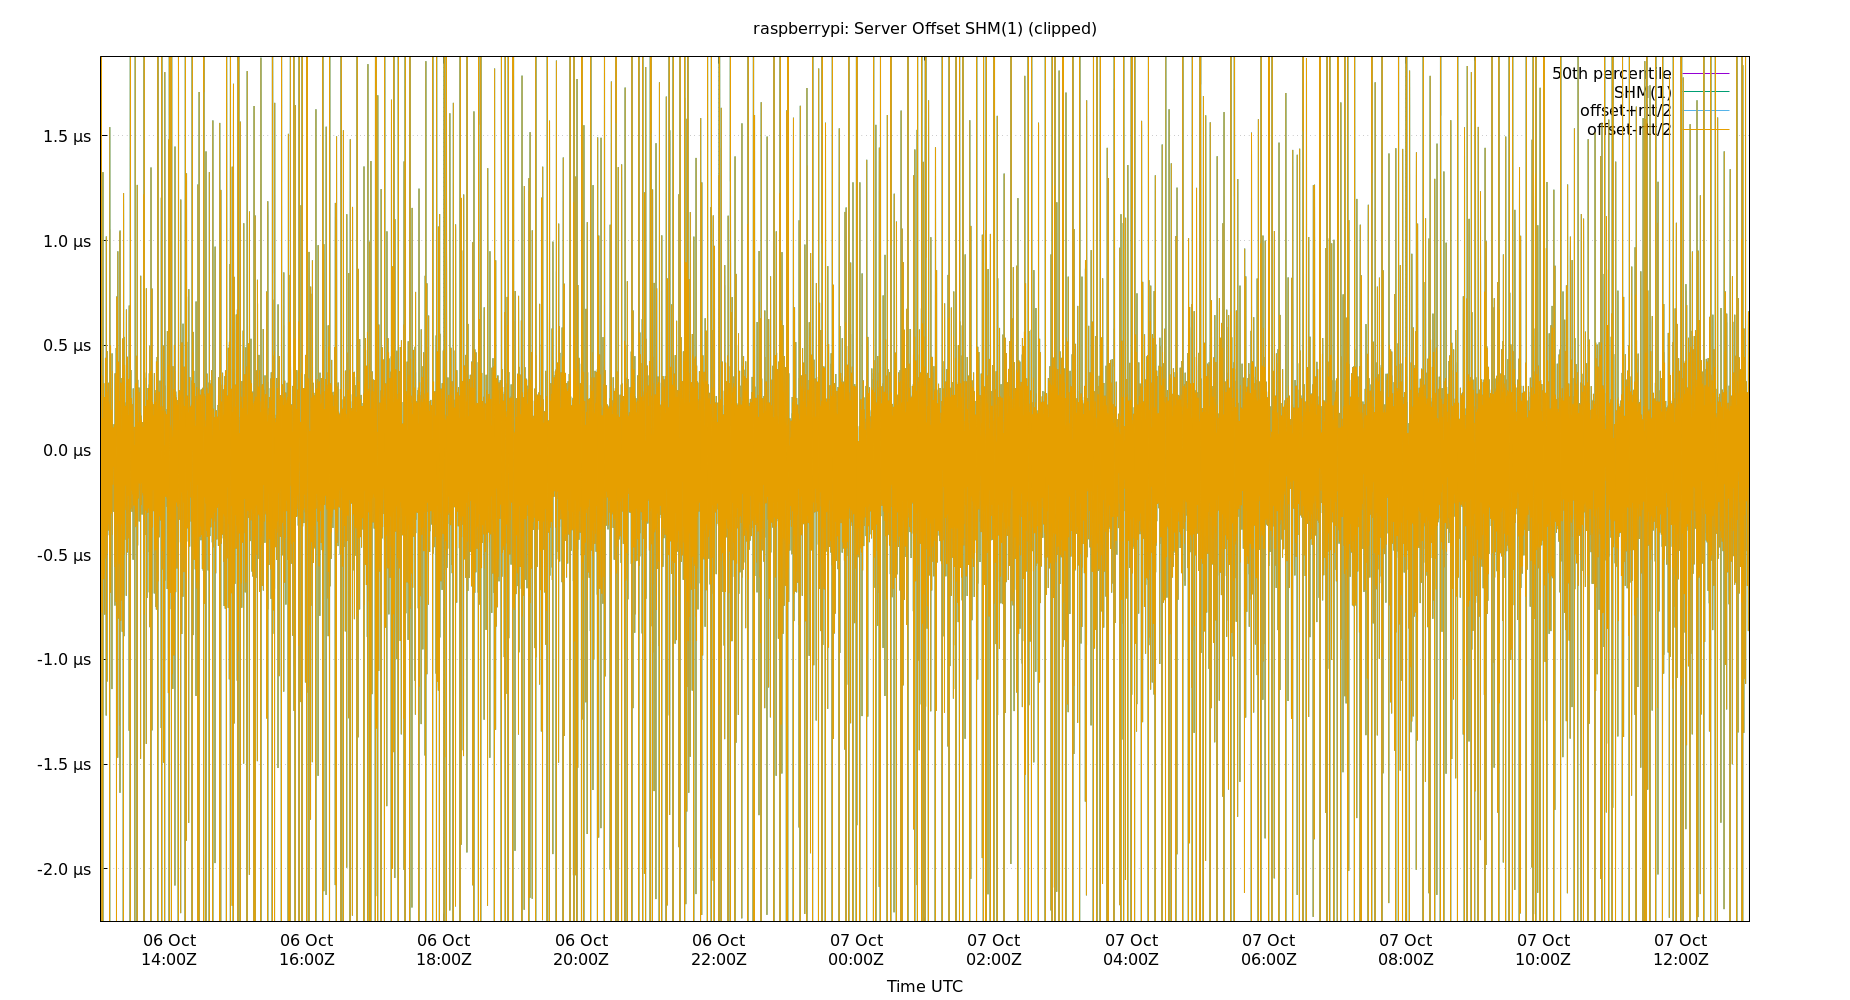 raspberrypi: Server Offset SHM(1) (clipped)
50th percentile
SHM(1)
offset+rtt/2
offset-rtt/2
1.5 µs
1.0 µs
0.5 µs
0.0 µs
-0.5 µs
-1.0 µs
-1.5 µs
-2.0 µs
06 Oct 06 Oct 06 Oct 06 Oct 06 Oct 07 Oct 07 Oct 07 Oct 07 Oct 07 Oct 07 Oct 07 Oct
14:00Z 16:00Z 18:00Z 20:00Z 22:00Z 00:00Z 02:00Z 04:00Z 06:00Z 08:00Z 10:00Z 12:00Z
Time UTC